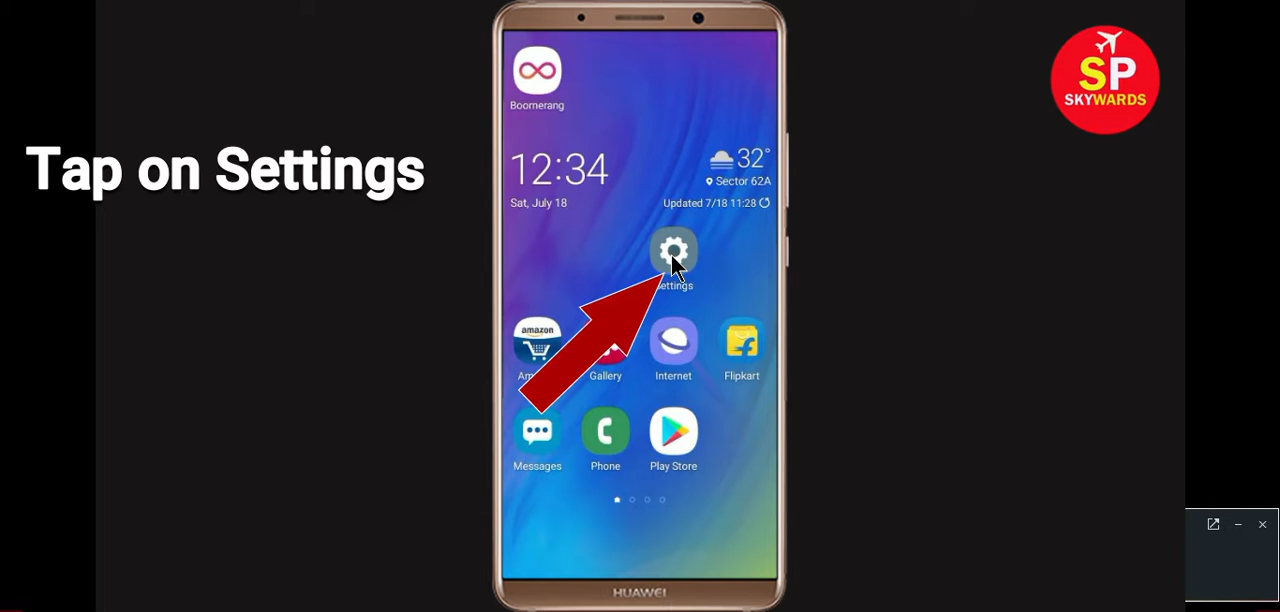 SP
SKYWARDS
Tap on Settings
Boomerang
12:34
32°
Sector 62A
Sat, July 18
Updated 7/18 11:28
Settings
amazon
Gallery
Internet
Flipkart
Messages
Phone
Play Store
HUAWEI